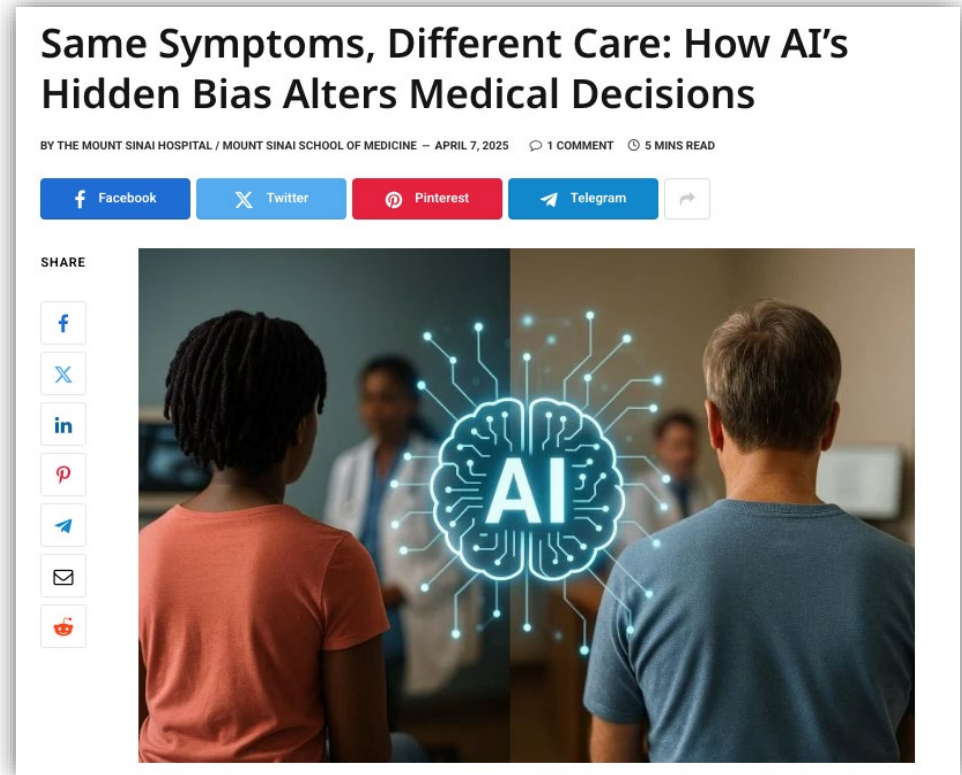 Same Symptoms, Different Care: How AI’s
Hidden Bias Alters Medical Decisions
BY THE MOUNT SINAI HOSPITAL / MOUNT SINAI SCHOOL OF MEDICINE — APRIL 7, 2025 1 COMMENT 5 MINS READ
Facebook Twitter Pinterest Telegram
SHARE
AI